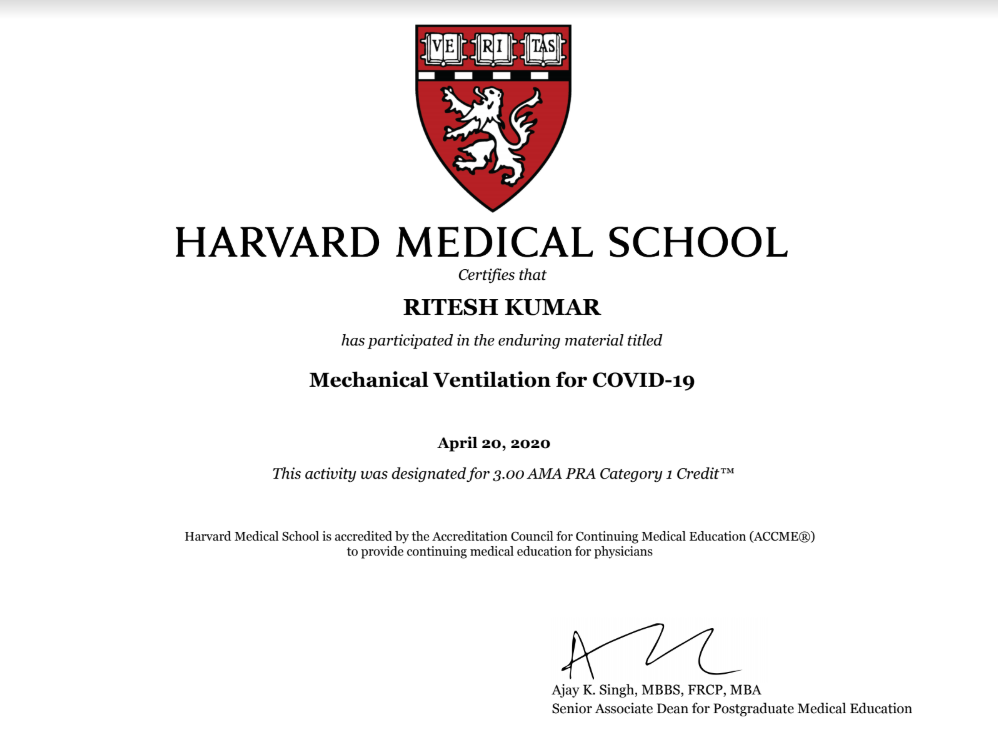 VE RI TAS
HARVARD MEDICAL SCHOOL
Certifies that
RITESH KUMAR
has participated in the enduring material titled
Mechanical Ventilation for COVID-19
April 20, 2020
This activity was designated for 3.00 AMA PRA Category 1 Credit™
Harvard Medical School is accredited by the Accreditation Council for Continuing Medical Education (ACCME®)
to provide continuing medical education for physicians
Ajay K. Singh, MBBS, FRCP, MBA
Senior Associate Dean for Postgraduate Medical Education